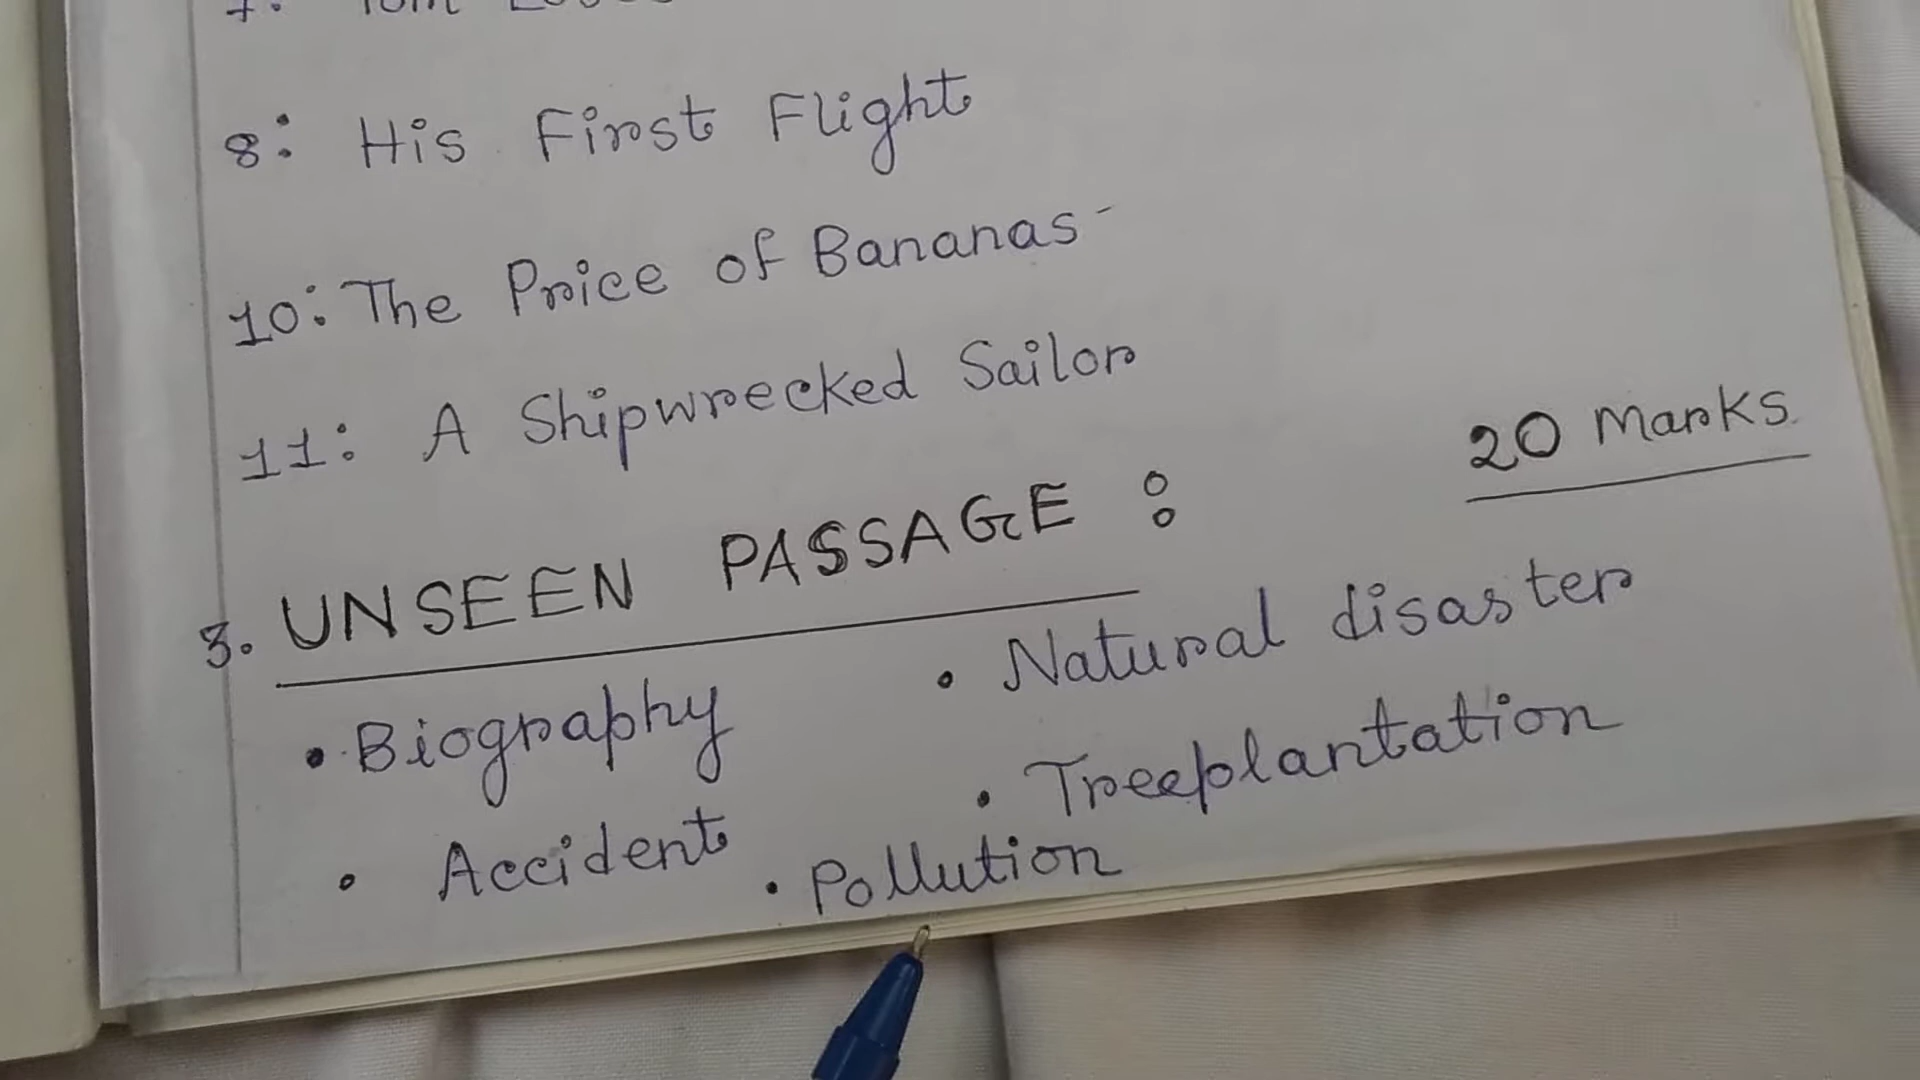 8: His First Flight
10: The Price of Bananas -
11: A Shipwrecked Sailor
20 Marks
3. UNSEEN PASSAGE :
• Biography • Natural disaster
• Accident • Treeplantation
• Pollution